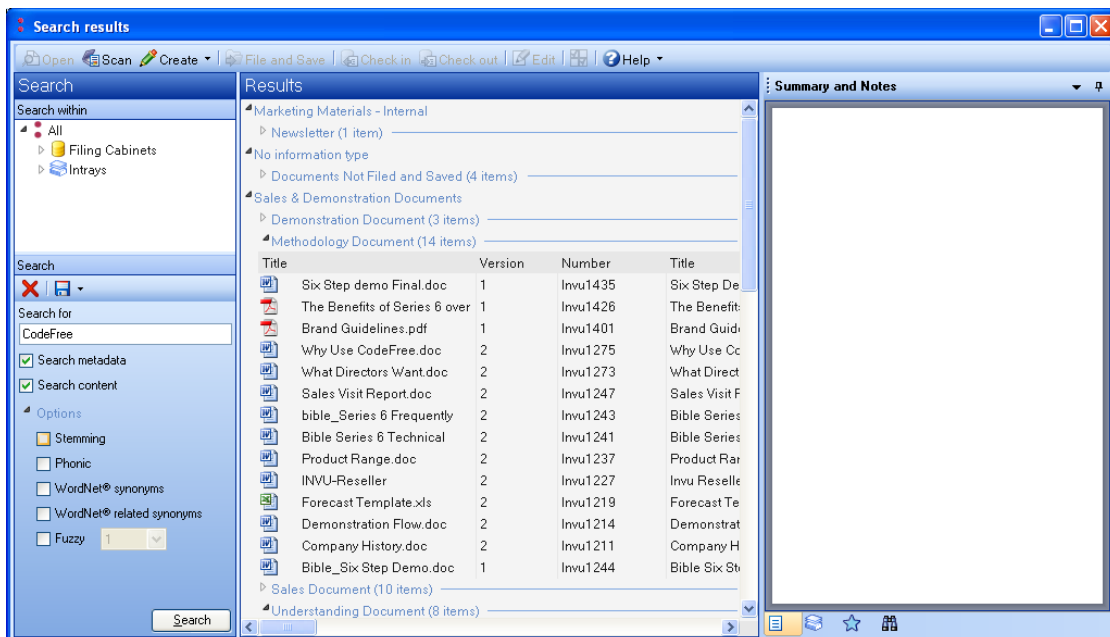 Search results
Open Scan Create File and Save Check in Check out Edit Help
Search
Search within
All
Filing Cabinets
Intrays
Search
Search for
CodeFree
Search metadata
Search content
Options
Stemming
Phonic
WordNet® synonyms
WordNet® related synonyms
Fuzzy 1
Search
Results
Marketing Materials - Internal
Newsletter (1 item)
No information type
Documents Not Filed and Saved (4 items)
Sales & Demonstration Documents
Demonstration Document (3 items)
Methodology Document (14 items)
Title Version Number Title
Six Step demo Final.doc 1 Invu1435 Six Step De
The Benefits of Series 6 over 1 Invu1426 The Benefit
Brand Guidelines.pdf 1 Invu1401 Brand Guid
Why Use CodeFree.doc 2 Invu1275 Why Use Co
What Directors Want.doc 2 Invu1273 What Direct
Sales Visit Report.doc 2 Invu1247 Sales Visit
bible_Series 6 Frequently 2 Invu1243 Bible Series
Bible Series 6 Technical 2 Invu1241 Bible Series
Product Range.doc 2 Invu1237 Product Ran
INVU-Reseller 2 Invu1227 Invu Reselle
Forecast Template.xls 2 Invu1219 Forecast Te
Demonstration Flow.doc 2 Invu1214 Demonstrat
Company History.doc 2 Invu1211 Company H
Bible_Six Step Demo.doc 1 Invu1244 Bible Six St
Sales Document (10 items)
Understanding Document (8 items)
Summary and Notes